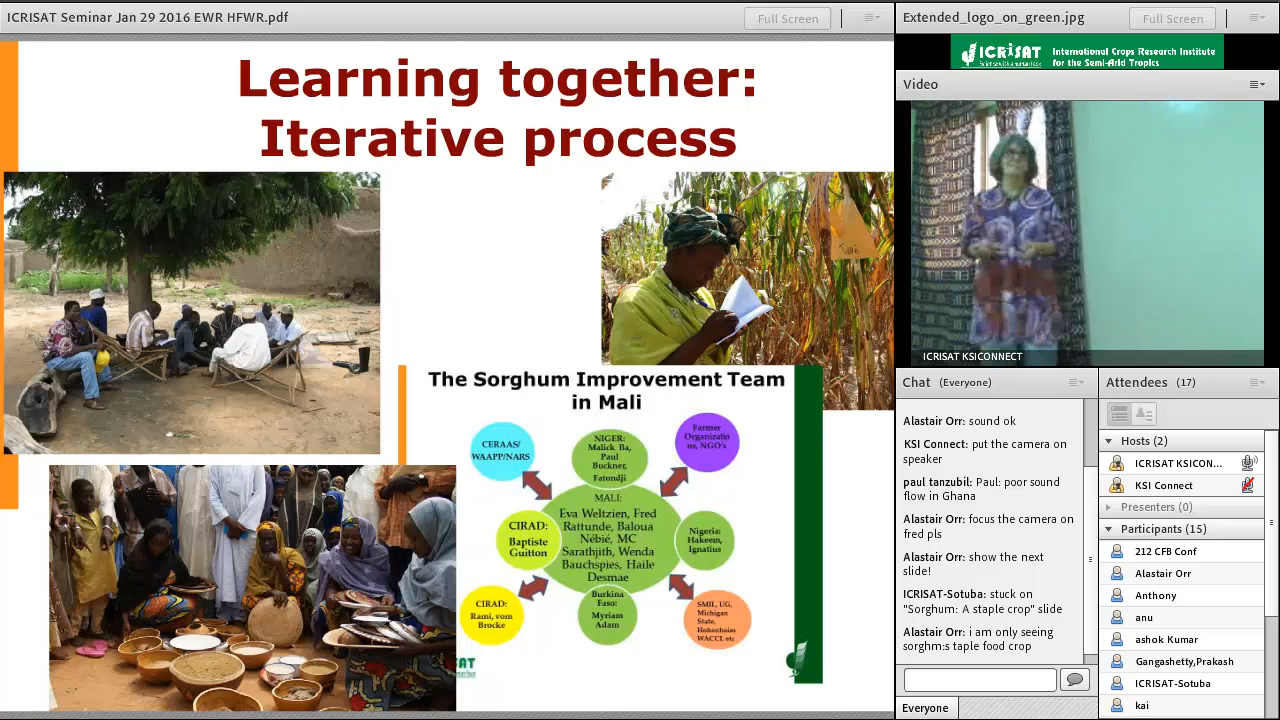 ICRISAT Seminar Jan 29 2016 EWR HFWR.pdf
Full Screen
Learning together:
Iterative process
The Sorghum Improvement Team
in Mali
CERAAS/
WAAPP/NARS
NIGER:
Malick Ba,
Paul
Buckner,
Fatondji
Farmer
Organizatio
ns, NGO's
MALI:
Eva Weltzien, Fred
Rattunde, Baloua
Nébié, MC
Sarathjith, Wenda
Bauchspies, Haile
Desmae
CIRAD:
Baptiste
Guitton
Nigeria:
Hakeem,
Ignatius
CIRAD:
Rami, vom
Brocke
Burkina
Faso:
Myriam
Adam
SMIL, UG,
Michigan
State,
Hohenheim
WACCI, etc
Extended_logo_on_green.jpg
Full Screen
ICRISAT
International Crops Research Institute
for the Semi-Arid Tropics
Video
ICRISAT KSICONNECT
Chat (Everyone)
Alastair Orr: sound ok
KSI Connect: put the camera on
speaker
paul tanzubil: Paul: poor sound
flow in Ghana
Alastair Orr: focus the camera on
fred pls
Alastair Orr: show the next
slide!
ICRISAT-Sotuba: stuck on
"Sorghum: A staple crop" slide
Alastair Orr: i am only seeing
sorghm:s taple food crop
Everyone
Attendees (17)
Hosts (2)
ICRISAT KSICON...
KSI Connect
Presenters (0)
Participants (15)
212 CFB Conf
Alastair Orr
Anthony
anu
ashok Kumar
Gangashetty,Prakash
ICRISAT-Sotuba
kai